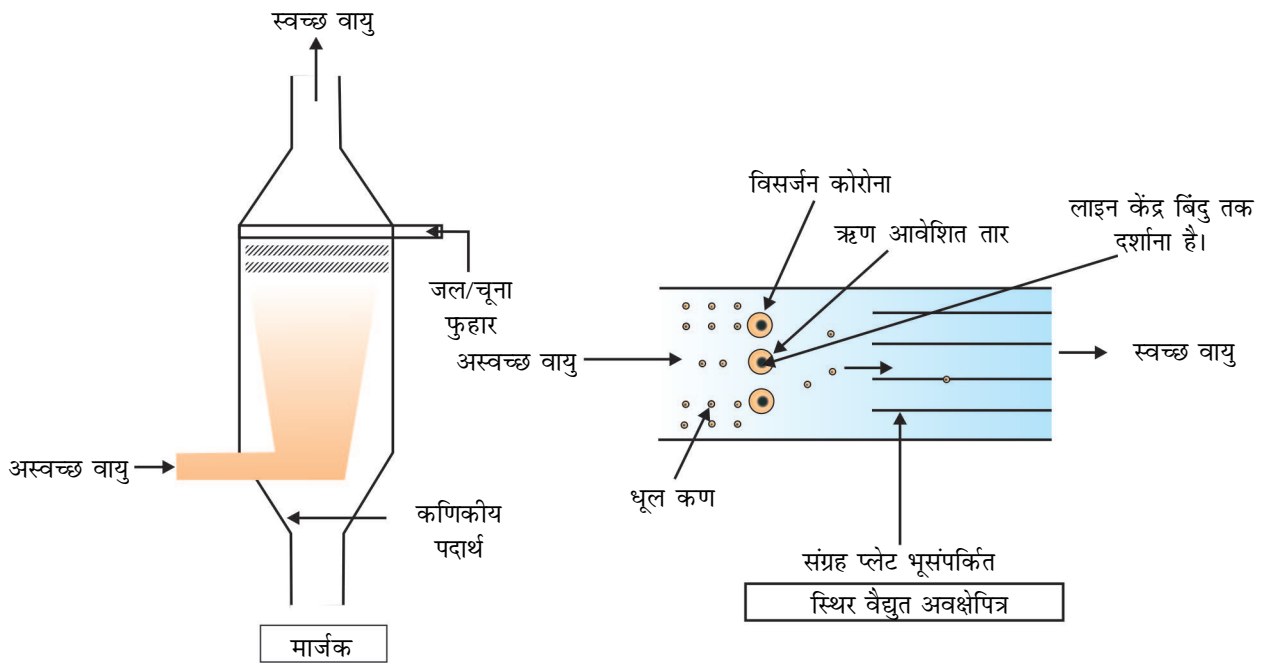 स्वच्छ वायु
जल/चूना
फुहार
अस्वच्छ वायु
कणिकीय
पदार्थ
मार्जक
विसर्जन कोरोना
ऋण आवेशित तार
लाइन केंद्र बिंदु तक
दर्शाना है।
अस्वच्छ वायु
स्वच्छ वायु
धूल कण
संग्रह प्लेट भूसंपर्कित
स्थिर वैद्युत अवक्षेपित्र